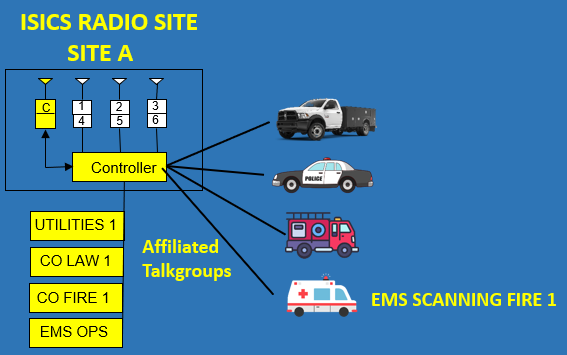 ISICS RADIO SITE
SITE A
C
1
4
2
5
3
6
Controller
UTILITIES 1
CO LAW 1
CO FIRE 1
EMS OPS
Affiliated
Talkgroups
POLICE
EMS SCANNING FIRE 1